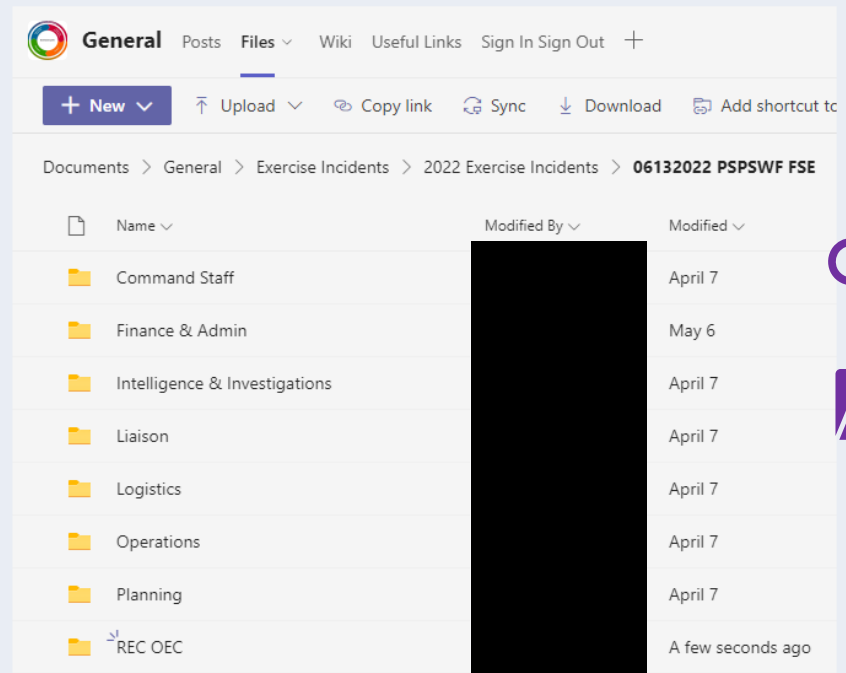 General Posts Files Wiki Useful Links Sign In Sign Out
New Upload Copy link Sync Download Add shortcut to
Documents > General > Exercise Incidents > 2022 Exercise Incidents > 06132022 PSPSWF FSE
Name Modified By Modified
Command Staff April 7
Finance & Admin May 6
Intelligence & Investigations April 7
Liaison April 7
Logistics April 7
Operations April 7
Planning April 7
REC OEC A few seconds ago